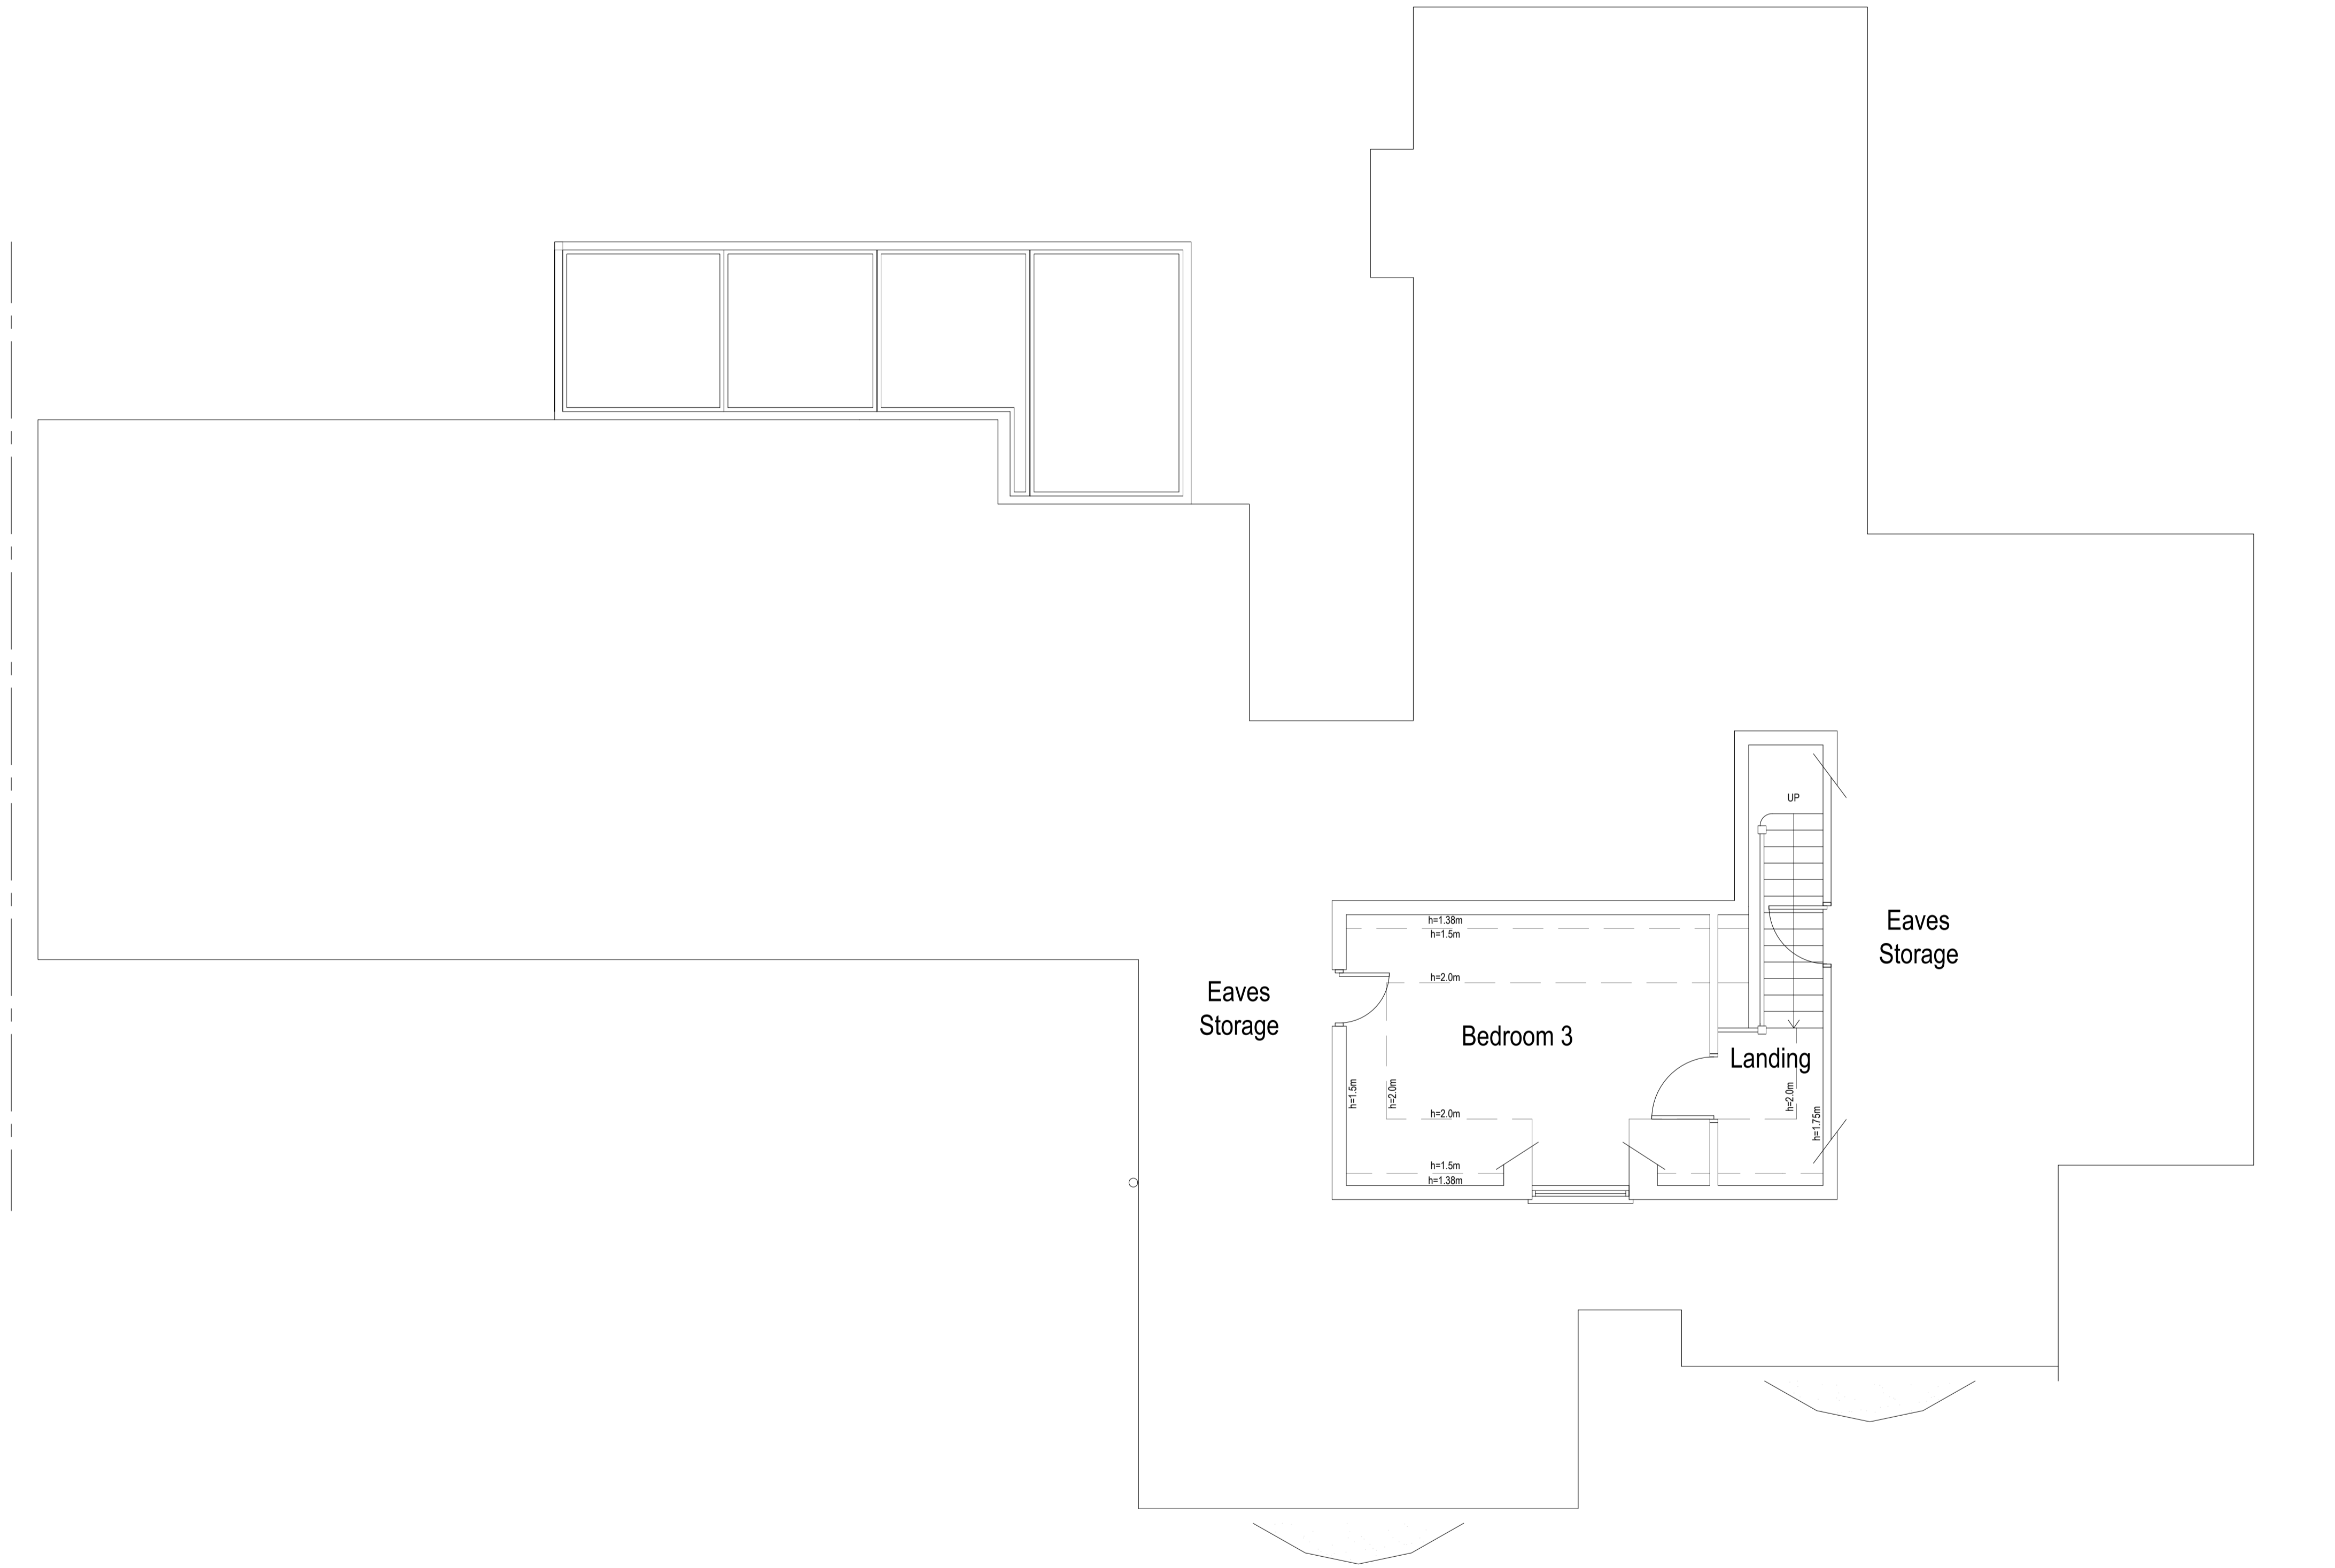 UP
Eaves
Storage
h=1.38m
h=1.5m
h=2.0m
Eaves
Storage
Bedroom 3
Landing
h=1.5m
h=2.0m
h=2.0m
h=2.0m
h=1.75m
h=1.5m
h=1.38m